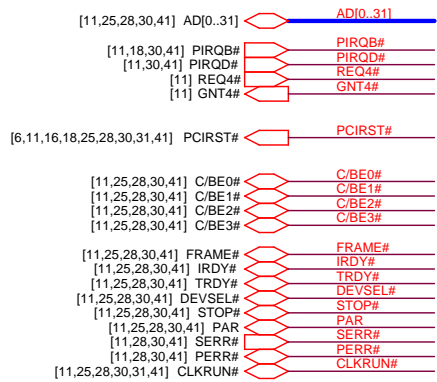 [11,25,28,30,41] AD[0..31] AD[0..31]
[11,18,30,41] PIRQB# PIRQB#
[11,30,41] PIRQD# PIRQD#
[11] REQ4# REQ4#
[11] GNT4# GNT4#
[6,11,16,18,25,28,30,31,41] PCIRST# PCIRST#
[11,25,28,30,41] C/BE0# C/BE0#
[11,25,28,30,41] C/BE1# C/BE1#
[11,25,28,30,41] C/BE2# C/BE2#
[11,25,28,30,41] C/BE3# C/BE3#
[11,25,28,30,41] FRAME# FRAME#
[11,25,28,30,41] IRDY# IRDY#
[11,25,28,30,41] TRDY# TRDY#
[11,25,28,30,41] DEVSEL# DEVSEL#
[11,25,28,30,41] STOP# STOP#
[11,25,28,30,41] PAR PAR
[11,28,30,41] SERR# SERR#
[11,28,30,41] PERR# PERR#
[11,25,28,30,31,41] CLKRUN# CLKRUN#